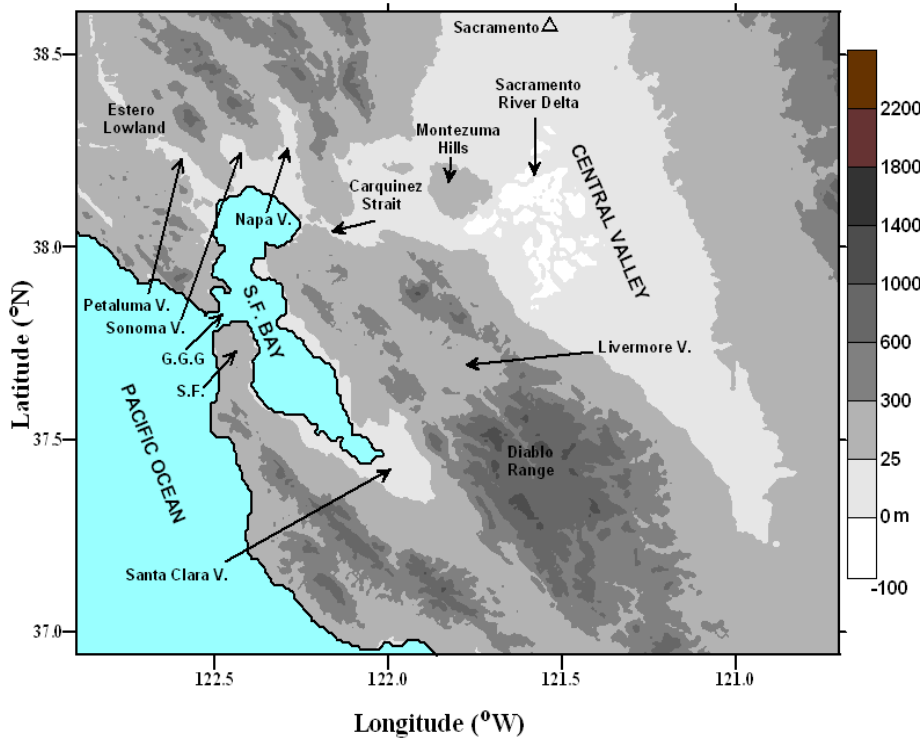 Sacramento
Sacramento
River Delta
Estero
Lowland
Montezuma
Hills
CENTRAL VALLEY
Carquinez
Strait
Napa V.
Petaluma V.
Sonoma V.
S.F. BAY
G.G.G
Livermore V.
S.F.
PACIFIC OCEAN
Diablo
Range
Santa Clara V.
38.5
38.0
37.5
37.0
Latitude (°N)
122.5
122.0
121.5
121.0
Longitude (°W)
2200
1800
1400
1000
600
300
25
0 m
-100